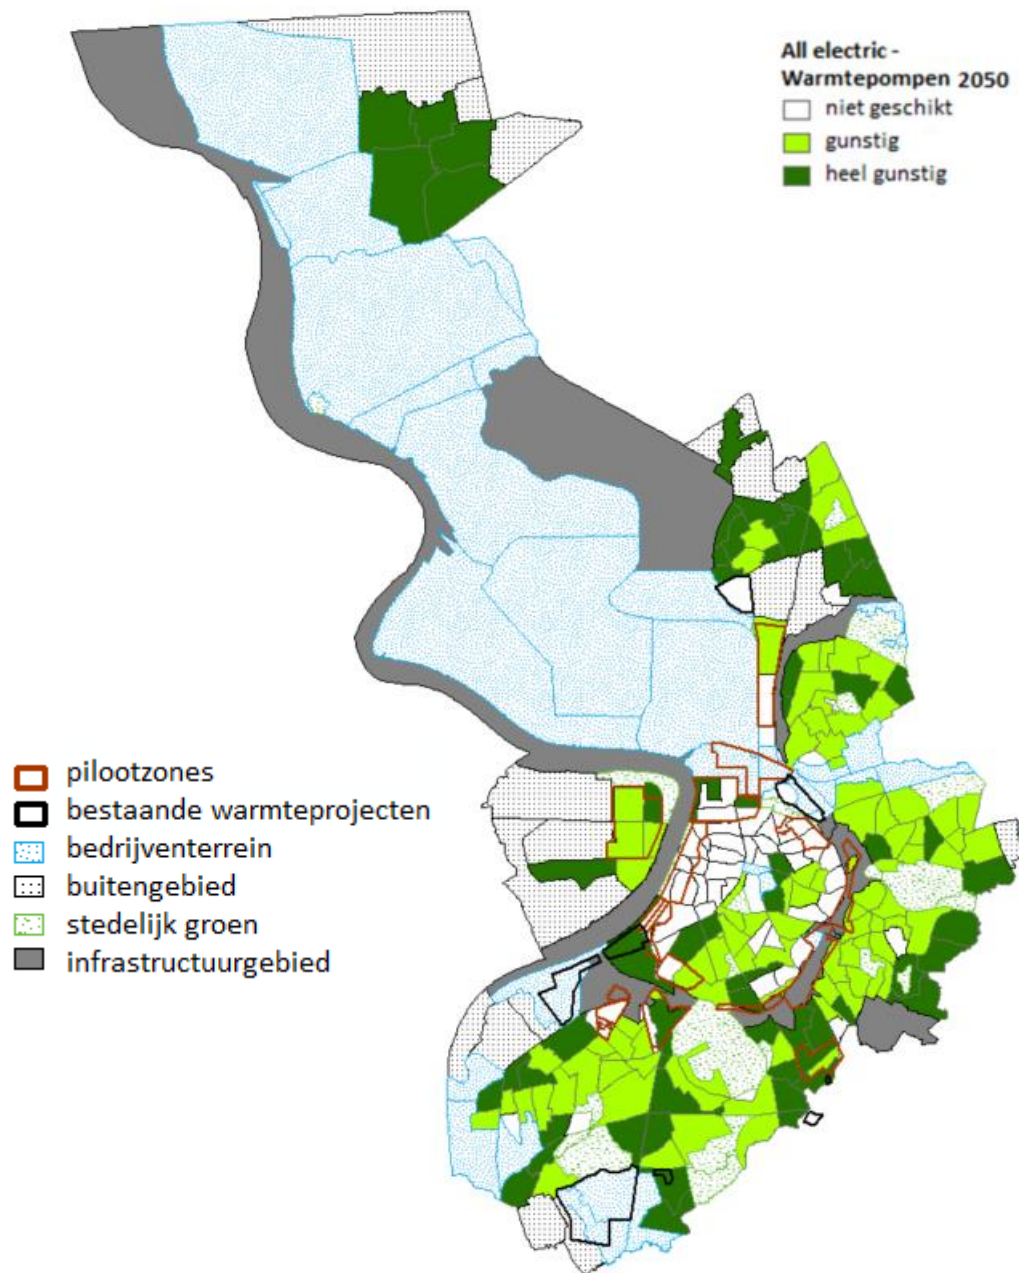 All electric -
Warmtepompen 2050
niet geschikt
gunstig
heel gunstig
pilootzones
bestaande warmteprojecten
bedrijventerrein
buitengebied
stedelijk groen
infrastructuurgebied